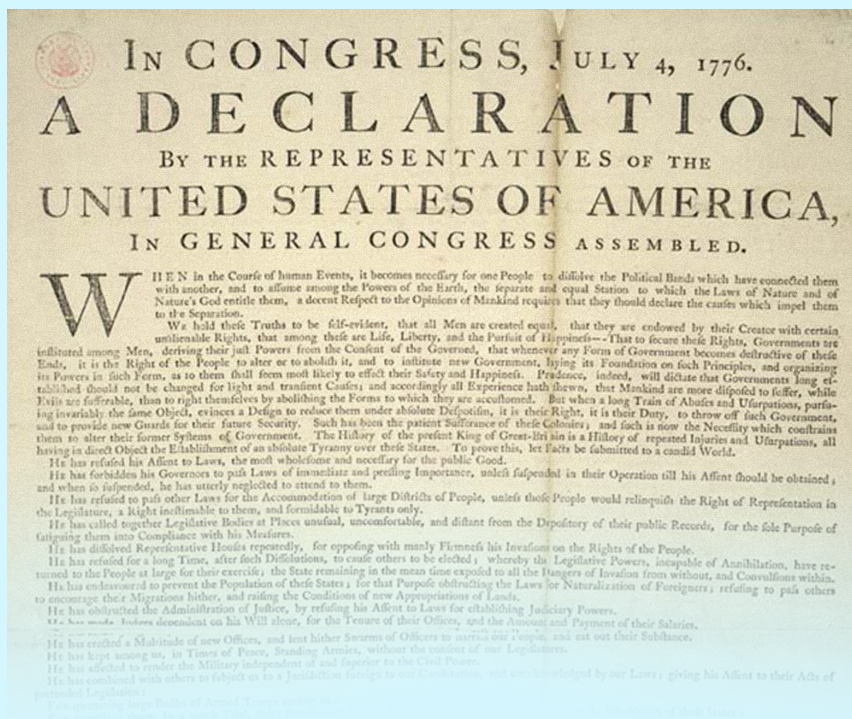 IN CONGRESS, JULY 4, 1776.
A DECLARATION
BY THE REPRESENTATIVES OF THE
UNITED STATES OF AMERICA,
IN GENERAL CONGRESS ASSEMBLED.
WHEN in the Courſe of human Events, it becomes neceſſary for one People to diſſolve the Political Bands which have connected them
with another, and to aſſume among the Powers of the Earth, the ſeparate and equal Station to which the Laws of Nature and of
Nature's God entitle them, a decent Reſpect to the Opinions of Mankind requires that they ſhould declare the cauſes which impel them
to the Separation.
We hold theſe Truths to be ſelf-evident, that all Men are created equal, that they are endowed by their Creator with certain
unalienable Rights, that among theſe are Life, Liberty, and the Purſuit of Happineſs--That to ſecure theſe Rights, Governments are
inſtituted among Men, deriving their juſt Powers from the Conſent of the Governed, that whenever any Form of Government becomes deſtructive of theſe
Ends, it is the Right of the People to alter or to aboliſh it, and to inſtitute new Government, laying its Foundation on ſuch Principles, and organizing
its Powers in ſuch Form, as to them ſhall ſeem moſt likely to effect their Safety and Happineſs. Prudence, indeed, will dictate that Governments long eſ-
tabliſhed ſhould not be changed for light and tranſient Cauſes; and accordingly all Experience hath ſhewn, that Mankind are more diſpoſed to ſuffer, while
Evils are ſufferable, than to right themſelves by aboliſhing the Forms to which they are accuſtomed. But when a long Train of Abuſes and Uſurpations, purſu-
ing invariably the ſame Object, evinces a Deſign to reduce them under abſolute Deſpotiſm, it is their Right, it is their Duty, to throw off ſuch Government,
and to provide new Guards for their future Security. Such has been the patient Sufferance of theſe Colonies; and ſuch is now the Neceſſity which conſtrains
them to alter their former Syſtems of Government. The Hiſtory of the preſent King of Great-Britain is a Hiſtory of repeated Injuries and Uſurpations, all
having in direct Object the Eſtabliſhment of an abſolute Tyranny over theſe States. To prove this, let Facts be ſubmitted to a candid World.
He has refuſed his Aſſent to Laws, the moſt wholeſome and neceſſary for the public Good.
He has forbidden his Governors to paſs Laws of immediate and preſſing Importance, unleſs ſuſpended in their Operation till his Aſſent ſhould be obtained;
and when ſo ſuſpended, he has utterly neglected to attend to them.
He has refuſed to paſs other Laws for the Accommodation of large Diſtricts of People, unleſs thoſe People would relinquiſh the Right of Repreſentation in
the Legiſlature, a Right ineſtimable to them, and formidable to Tyrants only.
He has called together Legiſlative Bodies at Places unuſual, uncomfortable, and diſtant from the Depoſitory of their public Records, for the ſole Purpoſe of
fatiguing them into Compliance with his Meaſures.
He has diſſolved Repreſentative Houſes repeatedly, for oppoſing with manly Firmneſs his Invaſions on the Rights of the People.
He has refuſed for a long Time, after ſuch Diſſolutions, to cauſe others to be elected; whereby the Legiſlative Powers, incapable of Annihilation, have re-
turned to the People at large for their exerciſe; the State remaining in the mean time expoſed to all the Dangers of Invaſion from without, and Convulſions within.
He has endeavoured to prevent the Population of theſe States; for that Purpoſe obſtructing the Laws for Naturalization of Foreigners; refuſing to paſs others
to encourage their Migrations hither, and raiſing the Conditions of new Appropriations of Lands.
He has obſtructed the Adminiſtration of Juſtice, by refuſing his Aſſent to Laws for eſtabliſhing Judiciary Powers.
He has made Judges dependent on his Will alone, for the Tenure of their Offices, and the Amount and Payment of their Salaries.
He has erected a Multitude of new Offices, and ſent hither Swarms of Officers to harraſs our People, and eat out their Subſtance.
He has kept among us, in Times of Peace, Standing Armies, without the conſent of our Legiſlatures.
He has affected to render the Military independent of and ſuperior to the Civil Power.
He has combined with others to ſubject us to a Juriſdiction foreign to our Conſtitution, and unacknowledged by our Laws; giving his Aſſent to their Acts of
pretended Legiſlation: